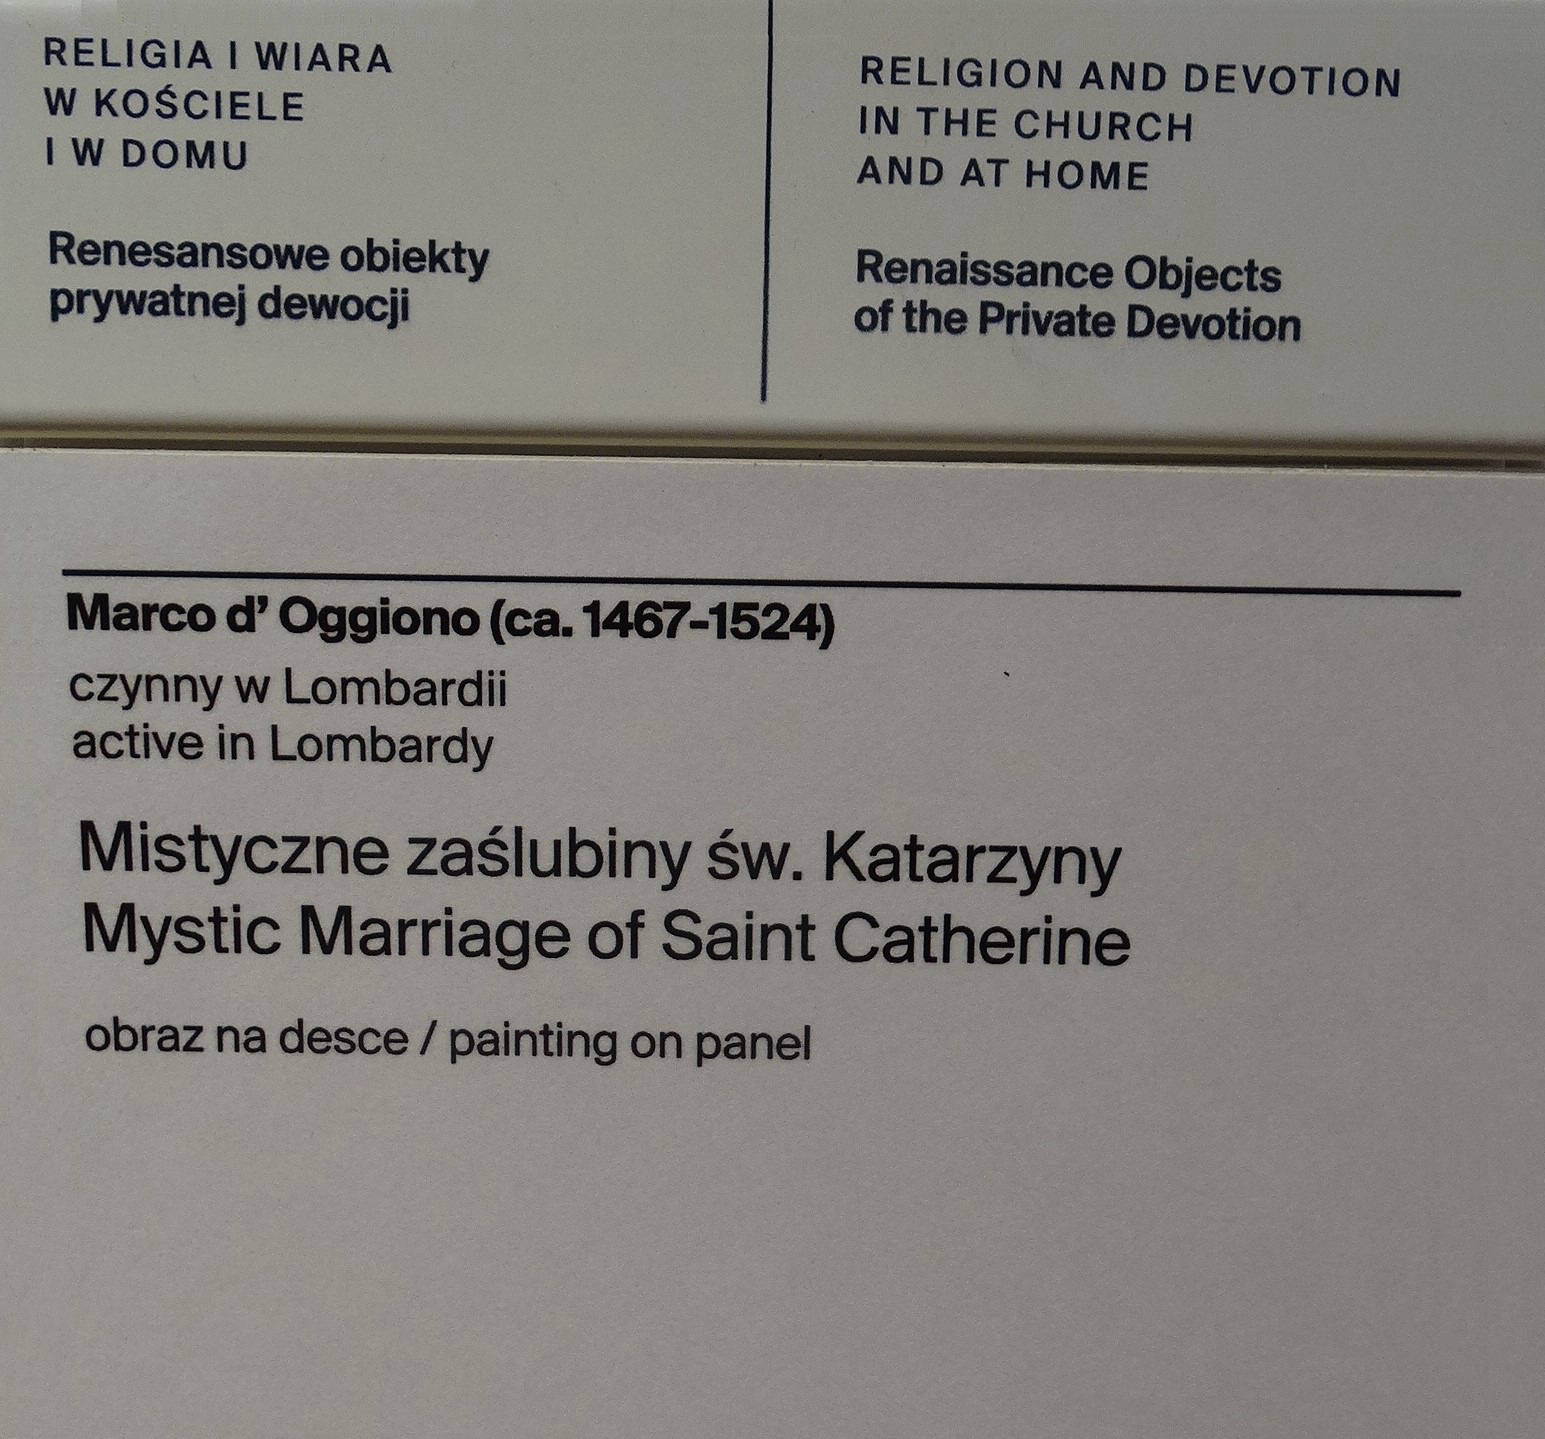 RELIGIA I WIARA
W KOŚCIELE
I W DOMU
Renesansowe obiekty
prywatnej dewocji
RELIGION AND DEVOTION
IN THE CHURCH
AND AT HOME
Renaissance Objects
of the Private Devotion
Marco d’ Oggiono (ca. 1467-1524)
czynny w Lombardii
active in Lombardy
Mistyczne zaślubiny św. Katarzyny
Mystic Marriage of Saint Catherine
obraz na desce / painting on panel